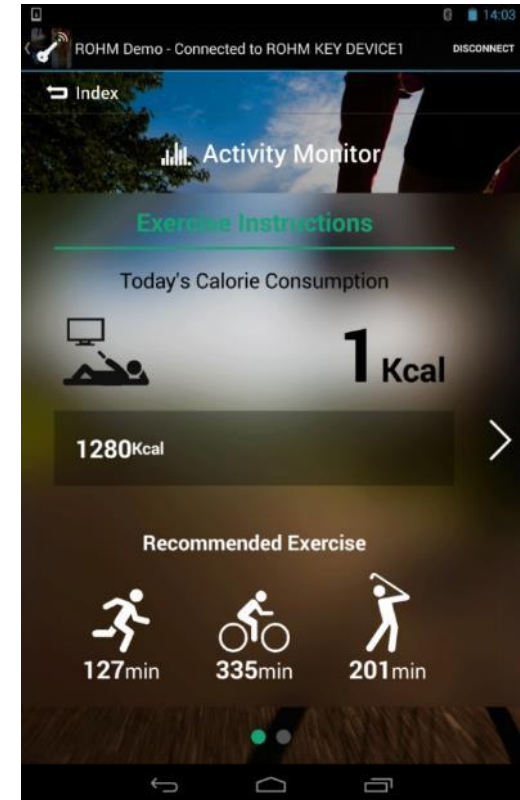 14:03
ROHM Demo - Connected to ROHM KEY DEVICE1 DISCONNECT
Index
Activity Monitor
Exercise Instructions
Today's Calorie Consumption
1 Kcal
1280Kcal
Recommended Exercise
127min 335min 201min